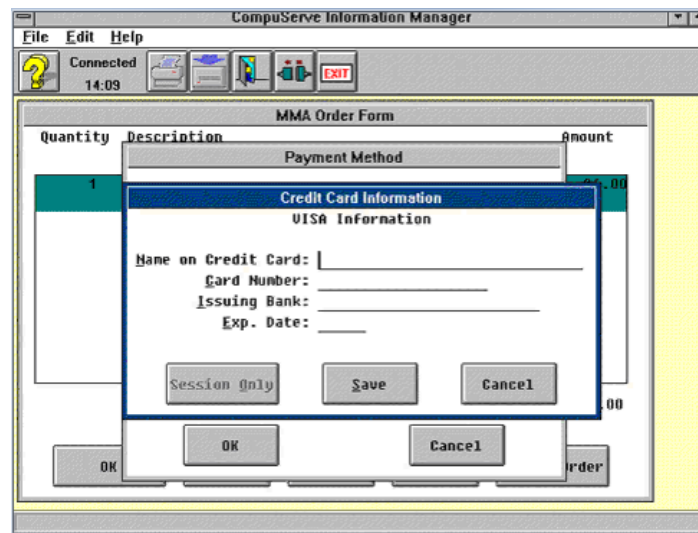 CompuServe Information Manager
File Edit Help
Connected
14:09
EXIT
MMA Order Form
Quantity Description Amount
Payment Method
1 .00
Credit Card Information
VISA Information
Name on Credit Card:
Card Number:
Issuing Bank:
Exp. Date:
Session Only Save Cancel
.00
OK Cancel
OK rder